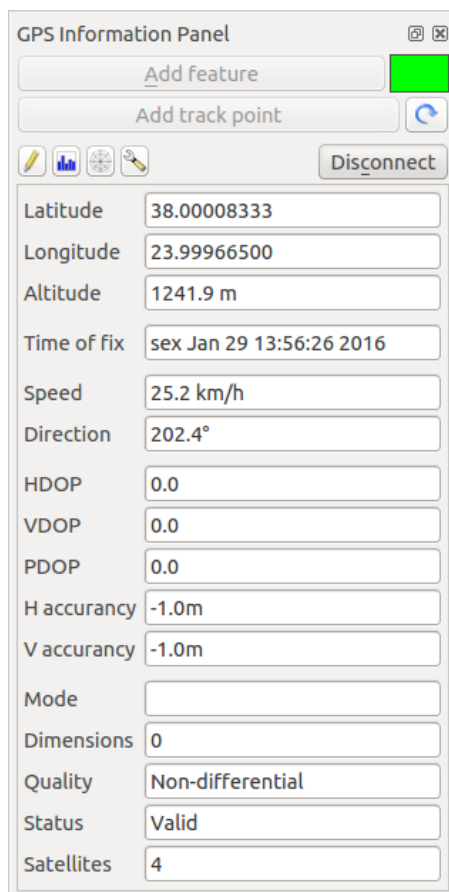 GPS Information Panel
Add feature
Add track point
Disconnect
Latitude 38.00008333
Longitude 23.99966500
Altitude 1241.9 m
Time of fix sex Jan 29 13:56:26 2016
Speed 25.2 km/h
Direction 202.4°
HDOP 0.0
VDOP 0.0
PDOP 0.0
H accurancy -1.0m
V accurancy -1.0m
Mode
Dimensions 0
Quality Non-differential
Status Valid
Satellites 4